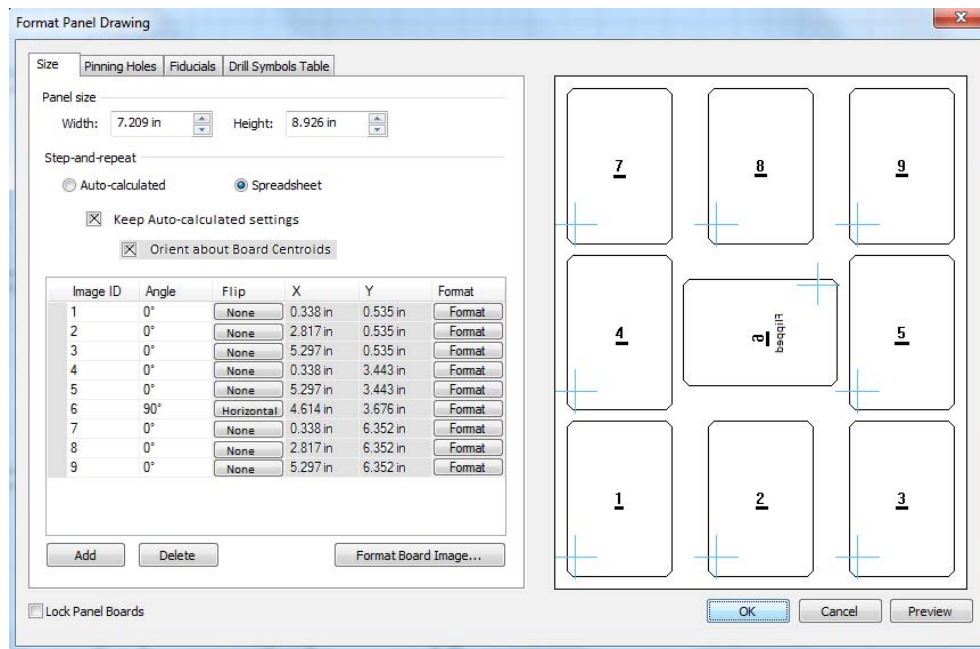 Format Panel Drawing
Size Pinning Holes Fiducials Drill Symbols Table
Panel size
Width: 7.209 in Height: 8.926 in
Step-and-repeat
Auto-calculated Spreadsheet
Keep Auto-calculated settings
Orient about Board Centroids
Image ID Angle Flip X Y Format
1 0° None 0.338 in 0.535 in Format
2 0° None 2.817 in 0.535 in Format
3 0° None 5.297 in 0.535 in Format
4 0° None 0.338 in 3.443 in Format
5 0° None 5.297 in 3.443 in Format
6 90° Horizontal 4.614 in 3.676 in Format
7 0° None 0.338 in 6.352 in Format
8 0° None 2.817 in 6.352 in Format
9 0° None 5.297 in 6.352 in Format
Add Delete Format Board Image...
Lock Panel Boards
7 8 9
4 6 Flipped 5
1 2 3
OK Cancel Preview